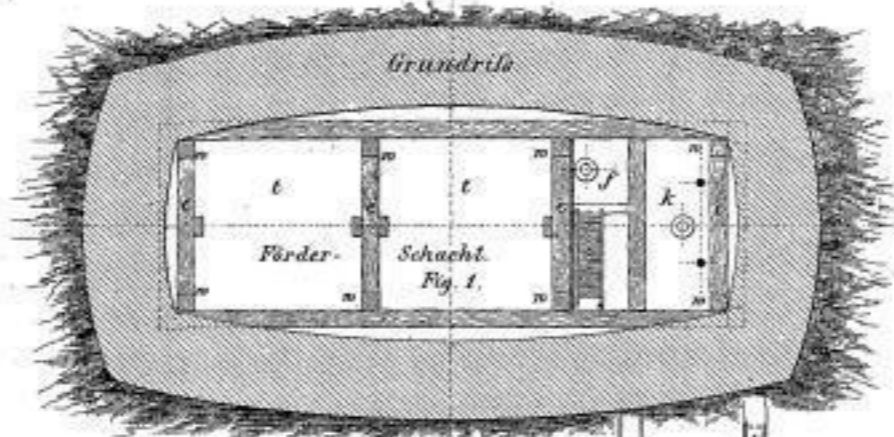 Grundriſs
m m m
t t f
e e e k
Förder- Schacht.
Fig. 1.
m m m m